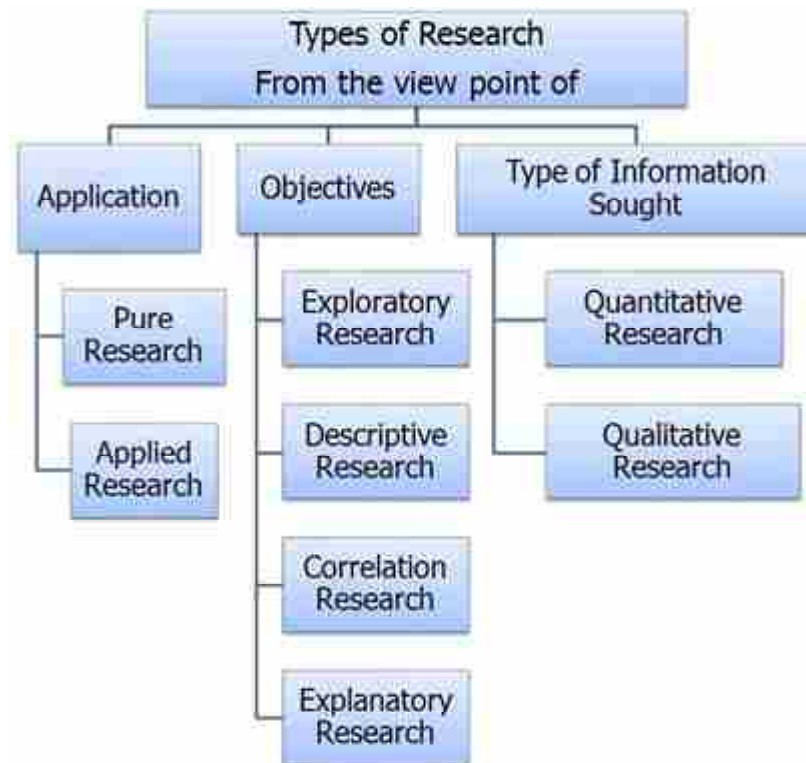 Types of Research
From the view point of
Application
Objectives
Type of Information
Sought
Pure
Research
Applied
Research
Exploratory
Research
Descriptive
Research
Correlation
Research
Explanatory
Research
Quantitative
Research
Qualitative
Research